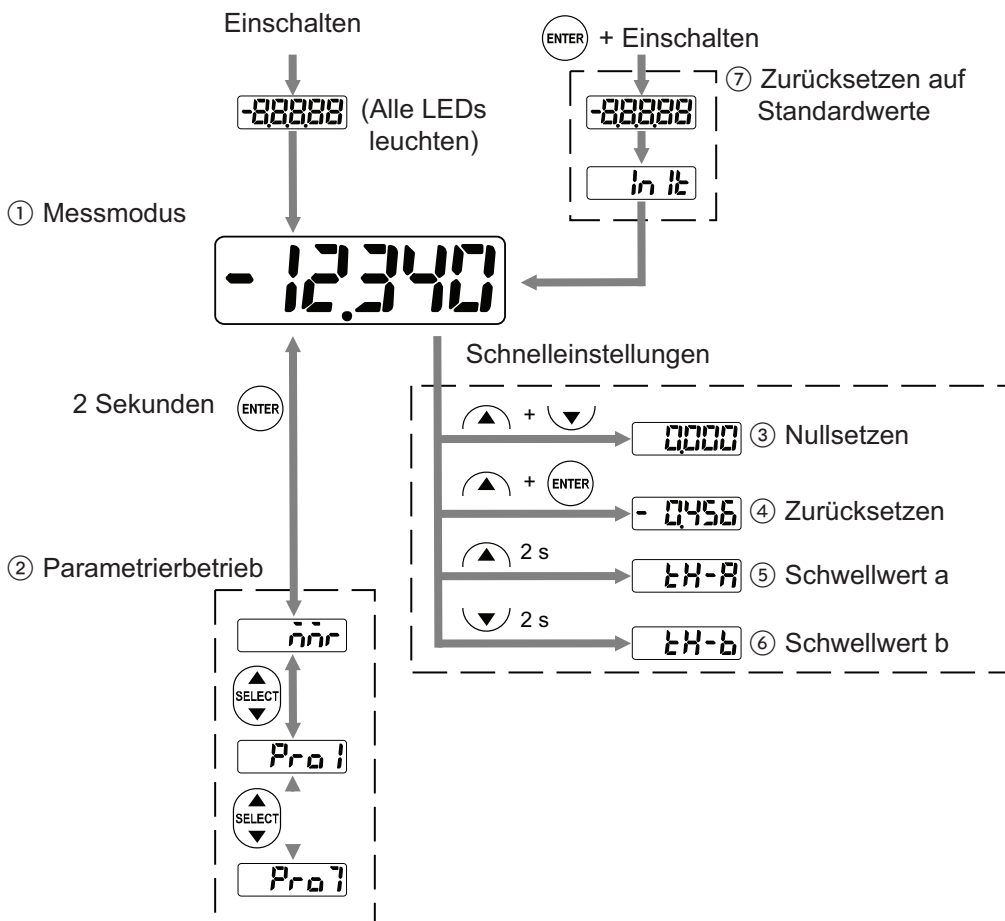 Einschalten
ENTER + Einschalten
-8.8.8.8.8 (Alle LEDs
leuchten)
-8.8.8.8.8
⑦ Zurücksetzen auf
Standardwerte
In It
① Messmodus
- 12.340
Schnelleinstellungen
2 Sekunden ENTER
+
0.000 ③ Nullsetzen
+ ENTER
- 0.456 ④ Zurücksetzen
2 s
tH-A ⑤ Schwellwert a
2 s
tH-b ⑥ Schwellwert b
② Parametrierbetrieb
SELECT
Pro 1
SELECT
Pro7